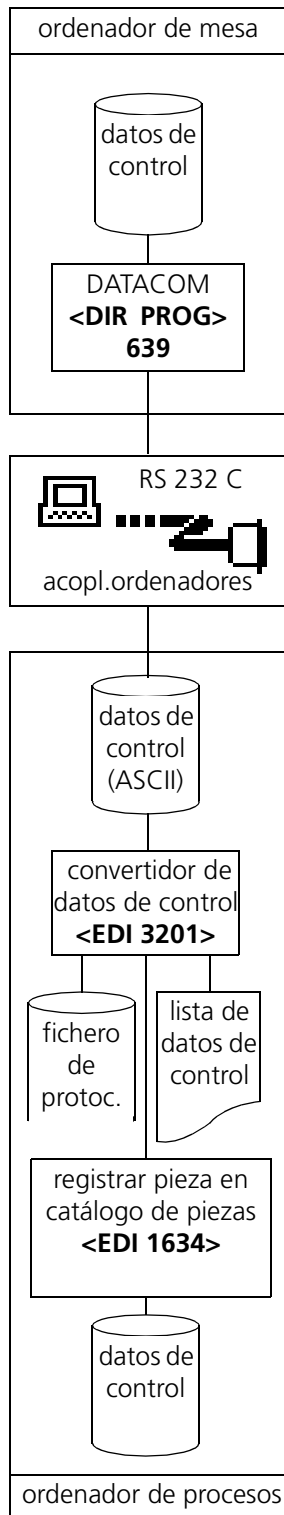 ordenador de mesa
datos de
control
DATACOM
<DIR PROG>
639
RS 232 C
acopl.ordenadores
datos de
control
(ASCII)
convertidor de
datos de control
<EDI 3201>
fichero
de
protoc.
lista de
datos de
control
registrar pieza en
catálogo de piezas
<EDI 1634>
datos de
control
ordenador de procesos